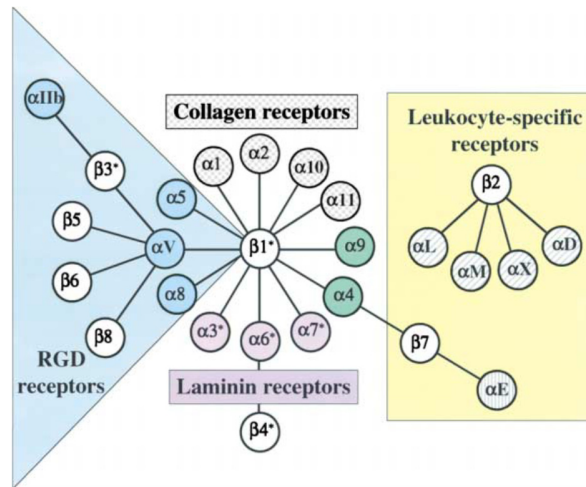 αIIb
Collagen receptors
Leukocyte-specific
receptors
β3*
α5
α1
α2
α10
α11
β2
β5
αV
β1*
α9
αL
αM
αX
αD
β6
α8
α4
β8
α3*
α6*
α7*
β7
RGD
receptors
Laminin receptors
αE
β4*